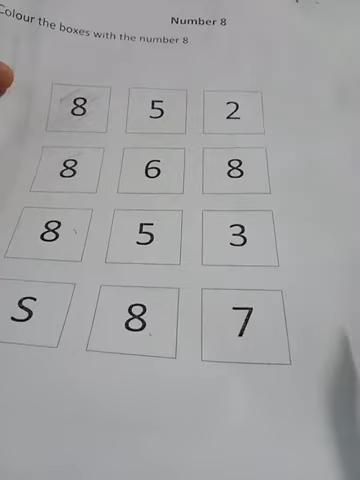 Number 8
Colour the boxes with the number 8
8 5 2
8 6 8
8 5 3
S 8 7